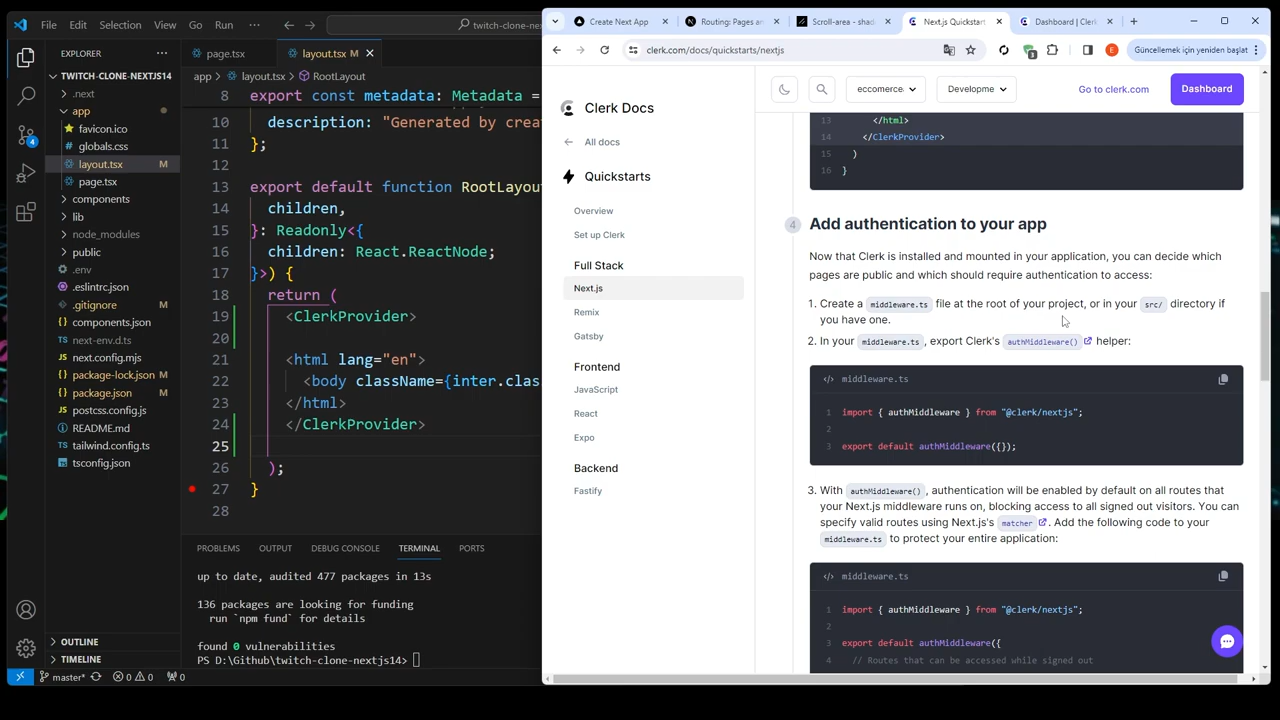 File Edit Selection View Go Run ···
twitch-clone-nextjs14
EXPLORER
TWITCH-CLONE-NEXTJS14
.next
app
favicon.ico
globals.css
layout.tsx M
page.tsx
components
lib
node_modules
public
.env
.eslintrc.json
.gitignore
components.json
next-env.d.ts
next.config.mjs
package-lock.json M
package.json M
postcss.config.js
README.md
tailwind.config.ts
tsconfig.json
OUTLINE
TIMELINE
4
page.tsx
layout.tsx M
app > layout.tsx > RootLayout
8 export const metadata: Metadata =
10 description: "Generated by crea
11 };
12
13 export default function RootLayou
14 children,
15 }: Readonly<{
16 children: React.ReactNode;
17 }>) {
18 return (
19 <ClerkProvider>
20
21 <html lang="en">
22 <body className={inter.clas
23 </html>
24 </ClerkProvider>
25
26 );
27 }
28
PROBLEMS OUTPUT DEBUG CONSOLE TERMINAL PORTS
up to date, audited 477 packages in 13s
136 packages are looking for funding
run `npm fund` for details
found 0 vulnerabilities
PS D:\Github\twitch-clone-nextjs14>
master* 0 0 0
Create Next App
Routing: Pages an
Scroll-area - shad
Next.js Quickstart
Dashboard | Clerk
clerk.com/docs/quickstarts/nextjs
3
E
Güncellemek için yeniden başlat
Clerk Docs
All docs
Quickstarts
Overview
Set up Clerk
Full Stack
Next.js
Remix
Gatsby
Frontend
JavaScript
React
Expo
Backend
Fastify
eccomerce
Developme
Go to clerk.com
Dashboard
13 </html>
14 </ClerkProvider>
15 )
16 }
4
Add authentication to your app
Now that Clerk is installed and mounted in your application, you can decide which
pages are public and which should require authentication to access:
1. Create a middleware.ts file at the root of your project, or in your src/ directory if
you have one.
2. In your middleware.ts, export Clerk's authMiddleware() helper:
middleware.ts
1 import { authMiddleware } from "@clerk/nextjs";
2
3 export default authMiddleware({});
3. With authMiddleware(), authentication will be enabled by default on all routes that
your Next.js middleware runs on, blocking access to all signed out visitors. You can
specify valid routes using Next.js's matcher. Add the following code to your
middleware.ts to protect your entire application:
middleware.ts
1 import { authMiddleware } from "@clerk/nextjs";
2
3 export default authMiddleware({
4 // Routes that can be accessed while signed out